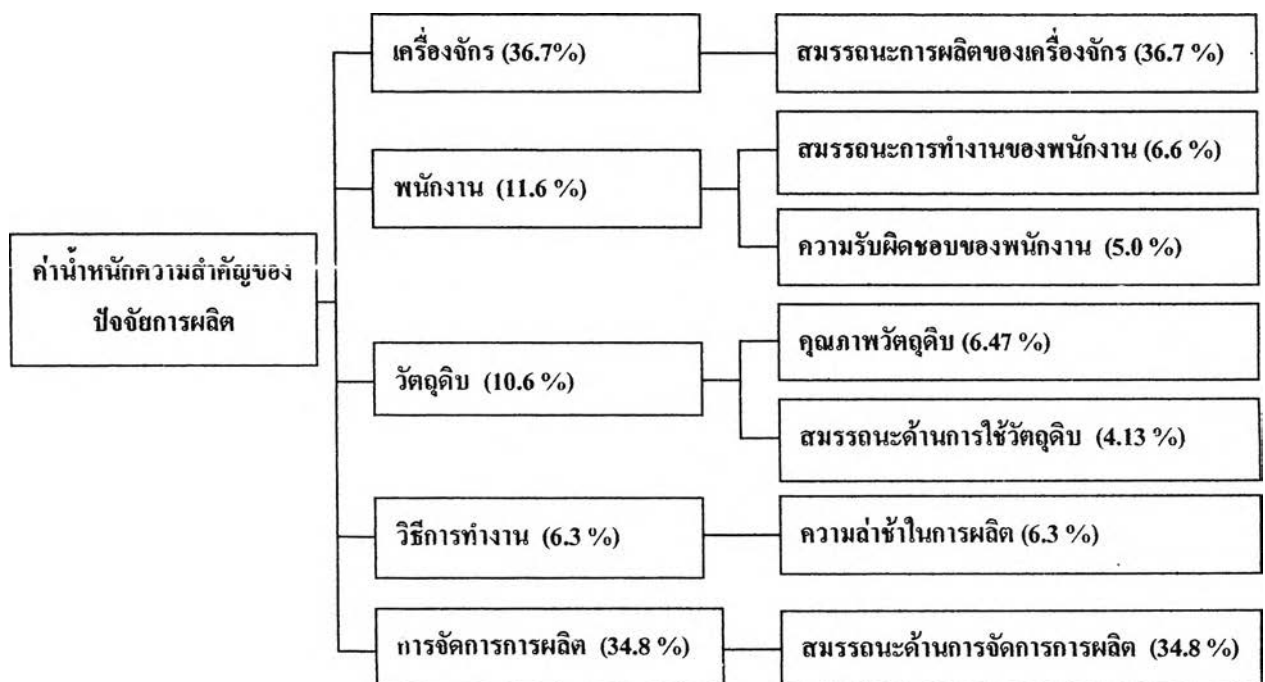 เครื่องจักร (36.7%)
สมรรถนะการผลิตของเครื่องจักร (36.7 %)
สมรรถนะการทำงานของพนักงาน (6.6 %)
พนักงาน (11.6 %)
ความรับผิดชอบของพนักงาน (5.0 %)
ค่าน้ำหนักความสำคัญของ
ปัจจัยการผลิต
คุณภาพวัตถุดิบ (6.47 %)
วัตถุดิบ (10.6 %)
สมรรถนะด้านการใช้วัตถุดิบ (4.13 %)
วิธีการทำงาน (6.3 %)
ความล่าช้าในการผลิต (6.3 %)
การจัดการการผลิต (34.8 %)
สมรรถนะด้านการจัดการการผลิต (34.8 %)